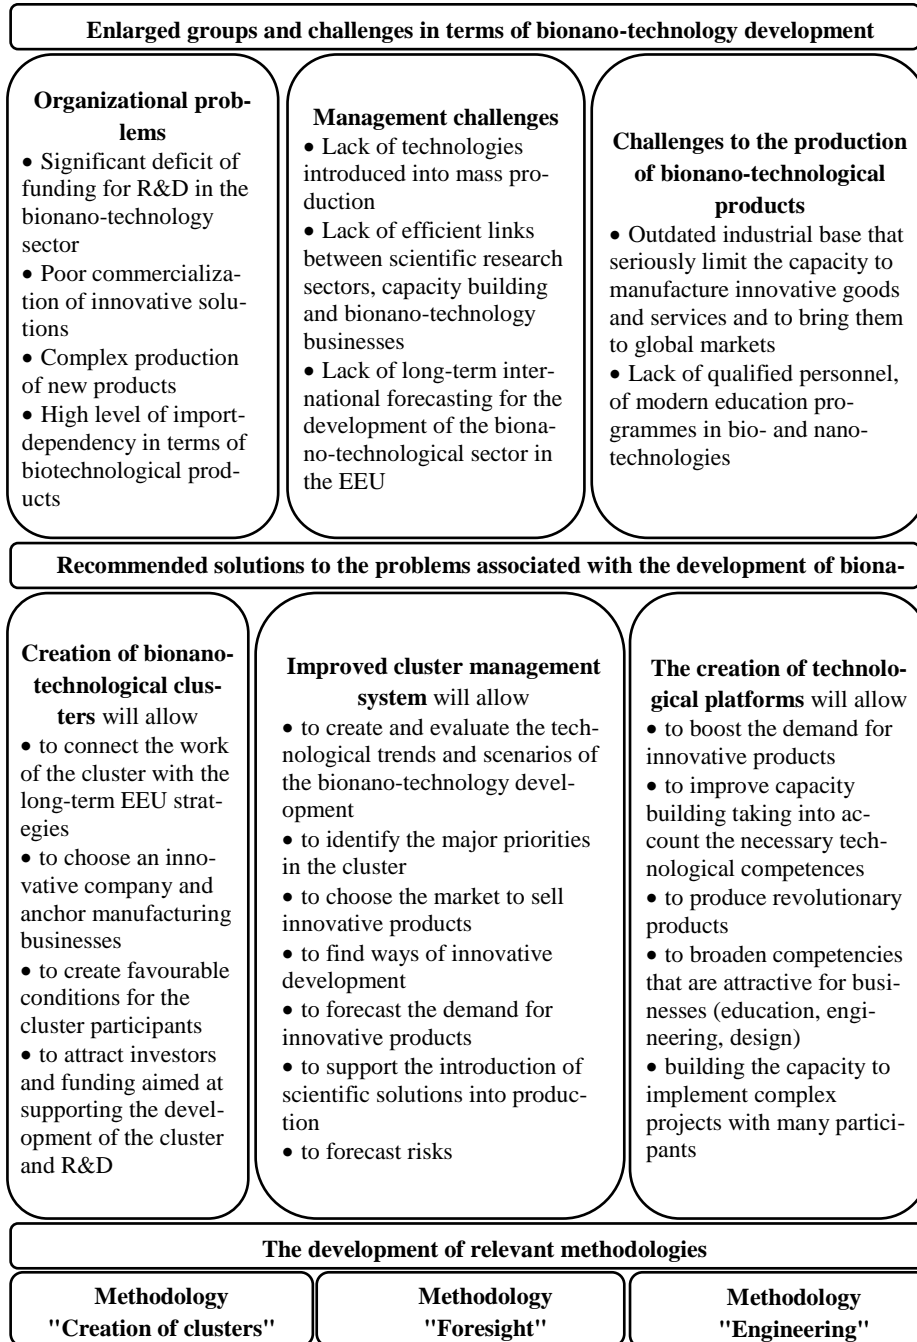 Enlarged groups and challenges in terms of bionano-technology development
Organizational prob-
lems
• Significant deficit of
funding for R&D in the
bionano-technology
sector
• Poor commercializa-
tion of innovative solu-
tions
• Complex production
of new products
• High level of import-
dependency in terms of
biotechnological prod-
ucts
Management challenges
• Lack of technologies
introduced into mass pro-
duction
• Lack of efficient links
between scientific research
sectors, capacity building
and bionano-technology
businesses
• Lack of long-term inter-
national forecasting for the
development of the biona-
no-technological sector in
the EEU
Challenges to the production
of bionano-technological
products
• Outdated industrial base that
seriously limit the capacity to
manufacture innovative goods
and services and to bring them
to global markets
• Lack of qualified personnel,
of modern education pro-
grammes in bio- and nano-
technologies
Recommended solutions to the problems associated with the development of biona-
Creation of bionano-
technological clus-
ters will allow
• to connect the work
of the cluster with the
long-term EEU strat-
egies
• to choose an inno-
vative company and
anchor manufacturing
businesses
• to create favourable
conditions for the
cluster participants
• to attract investors
and funding aimed at
supporting the devel-
opment of the cluster
and R&D
Improved cluster management
system will allow
• to create and evaluate the tech-
nological trends and scenarios of
the bionano-technology devel-
opment
• to identify the major priorities
in the cluster
• to choose the market to sell
innovative products
• to find ways of innovative
development
• to forecast the demand for
innovative products
• to support the introduction of
scientific solutions into produc-
tion
• to forecast risks
The creation of technolo-
gical platforms will allow
• to boost the demand for
innovative products
• to improve capacity
building taking into ac-
count the necessary tech-
nological competences
• to produce revolutionary
products
• to broaden competencies
that are attractive for busi-
nesses (education, engi-
neering, design)
• building the capacity to
implement complex
projects with many partici-
pants
The development of relevant methodologies
Methodology
"Creation of clusters"
Methodology
"Foresight"
Methodology
"Engineering"